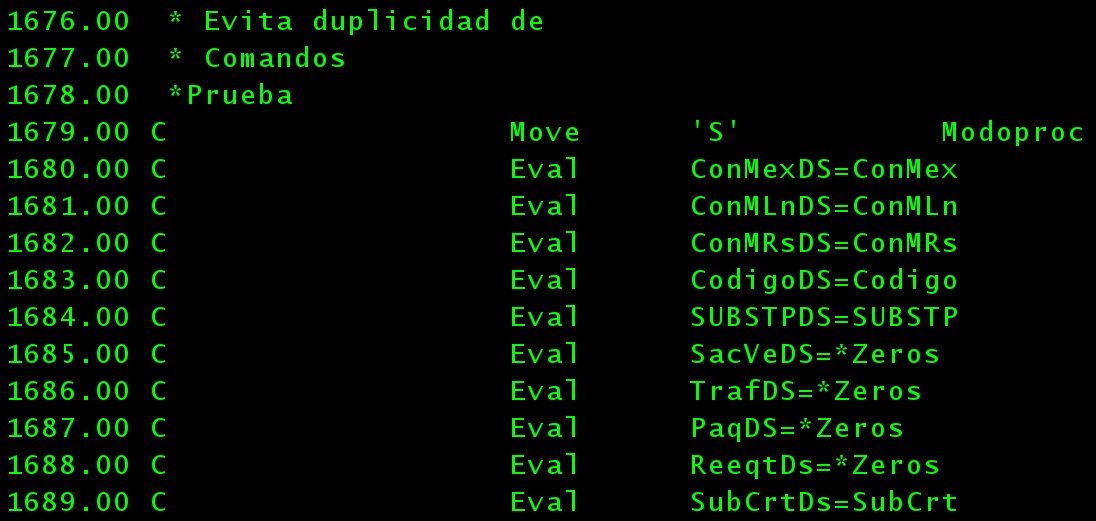 1676.00  * Evita duplicidad de
1677.00  * Comandos
1678.00  *Prueba
1679.00 C                   Move      'S'           Modoproc
1680.00 C                   Eval      ConMexDS=ConMex
1681.00 C                   Eval      ConMLnDS=ConMLn
1682.00 C                   Eval      ConMRsDS=ConMRs
1683.00 C                   Eval      CodigoDS=Codigo
1684.00 C                   Eval      SUBSTPDS=SUBSTP
1685.00 C                   Eval      SacVeDS=*Zeros
1686.00 C                   Eval      TrafDS=*Zeros
1687.00 C                   Eval      PaqDS=*Zeros
1688.00 C                   Eval      ReeqtDs=*Zeros
1689.00 C                   Eval      SubCrtDs=SubCrt